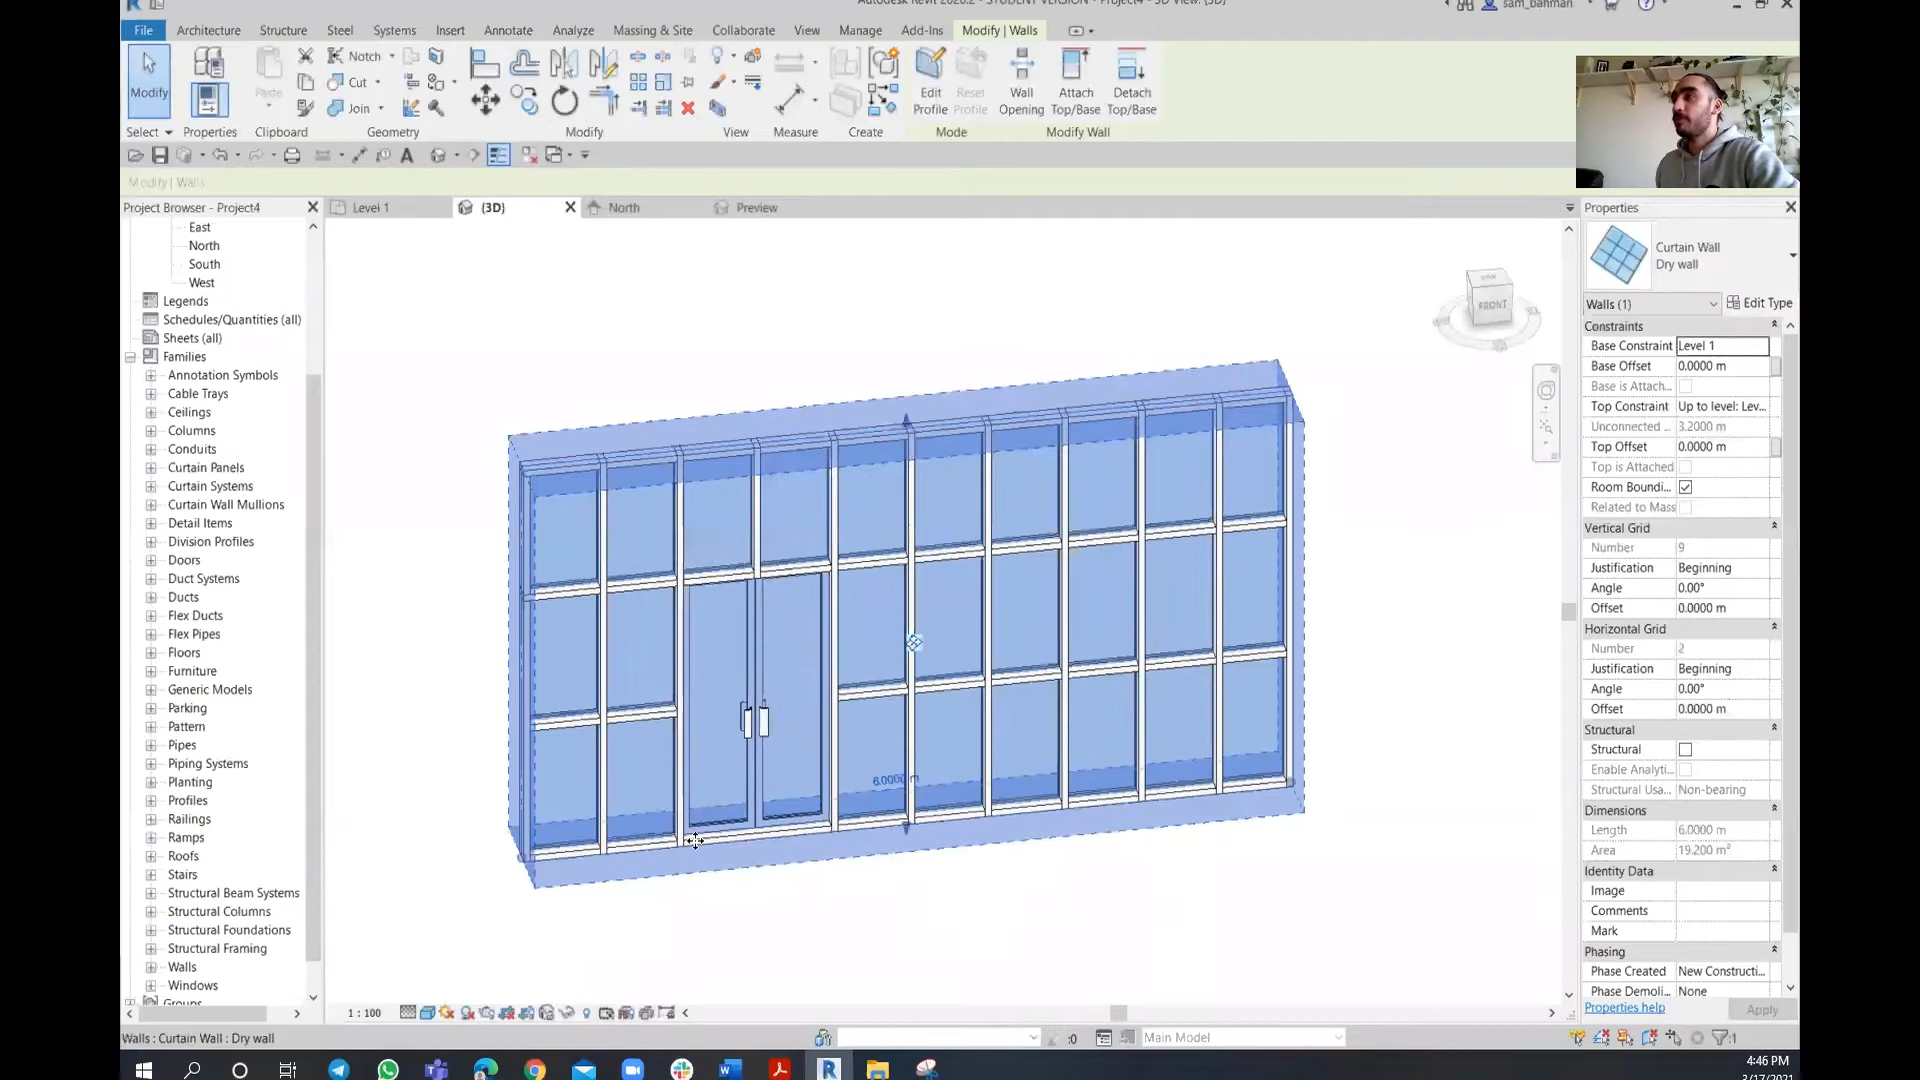 Autodesk Revit 2020.2 - STUDENT VERSION - Project4 - 3D View: {3D}
sam_banman
File Architecture Structure Steel Systems Insert Annotate Analyze Massing & Site Collaborate View Manage Add-Ins Modify | Walls
Modify
Paste
Notch
Cut
Join
Edit Profile
Reset Profile
Wall Opening
Attach Top/Base
Detach Top/Base
Select Properties Clipboard Geometry Modify View Measure Create Mode Modify Wall
Modify | Walls
Project Browser - Project4
Level 1
{3D}
North
Preview
East
North
South
West
Legends
Schedules/Quantities (all)
Sheets (all)
Families
Annotation Symbols
Cable Trays
Ceilings
Columns
Conduits
Curtain Panels
Curtain Systems
Curtain Wall Mullions
Detail Items
Division Profiles
Doors
Duct Systems
Ducts
Flex Ducts
Flex Pipes
Floors
Furniture
Generic Models
Parking
Pattern
Pipes
Piping Systems
Planting
Profiles
Railings
Ramps
Roofs
Stairs
Structural Beam Systems
Structural Columns
Structural Foundations
Structural Framing
Walls
Windows
Groups
FRONT
6.0000 m
Properties
Curtain Wall
Dry wall
Walls (1)
Edit Type
Constraints
Base Constraint Level 1
Base Offset 0.0000 m
Base is Attach...
Top Constraint Up to level: Lev...
Unconnected ... 3.2000 m
Top Offset 0.0000 m
Top is Attached
Room Boundi...
Related to Mass
Vertical Grid
Number 9
Justification Beginning
Angle 0.00°
Offset 0.0000 m
Horizontal Grid
Number 2
Justification Beginning
Angle 0.00°
Offset 0.0000 m
Structural
Structural
Enable Analyti...
Structural Usa... Non-bearing
Dimensions
Length 6.0000 m
Area 19.200 m²
Identity Data
Image
Comments
Mark
Phasing
Phase Created New Constructi...
Phase Demoli... None
Properties help
Apply
1 : 100
Walls : Curtain Wall : Dry wall
:0
Main Model
:1
4:46 PM
3/17/2021